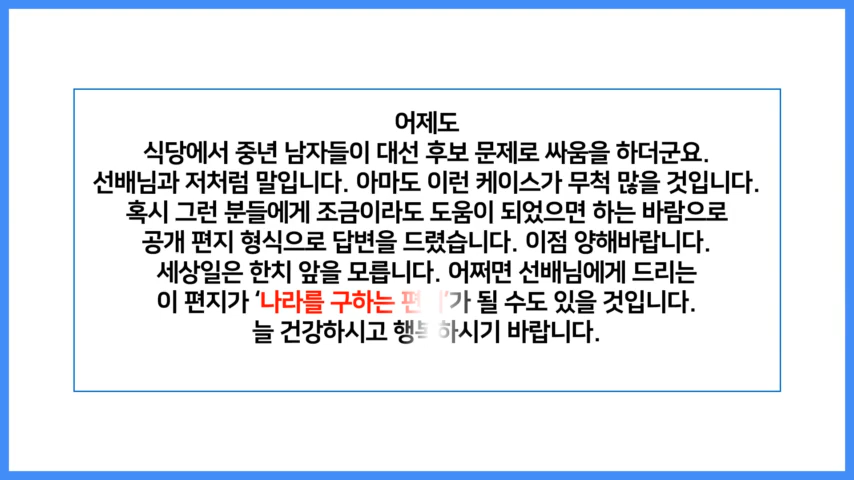 어제도
식당에서 중년 남자들이 대선 후보 문제로 싸움을 하더군요.
선배님과 저처럼 말입니다. 아마도 이런 케이스가 무척 많을 것입니다.
혹시 그런 분들에게 조금이라도 도움이 되었으면 하는 바람으로
공개 편지 형식으로 답변을 드렸습니다. 이점 양해바랍니다.
세상일은 한치 앞을 모릅니다. 어쩌면 선배님에게 드리는
이 편지가 '나라를 구하는 편지'가 될 수도 있을 것입니다.
늘 건강하시고 행복하시기 바랍니다.